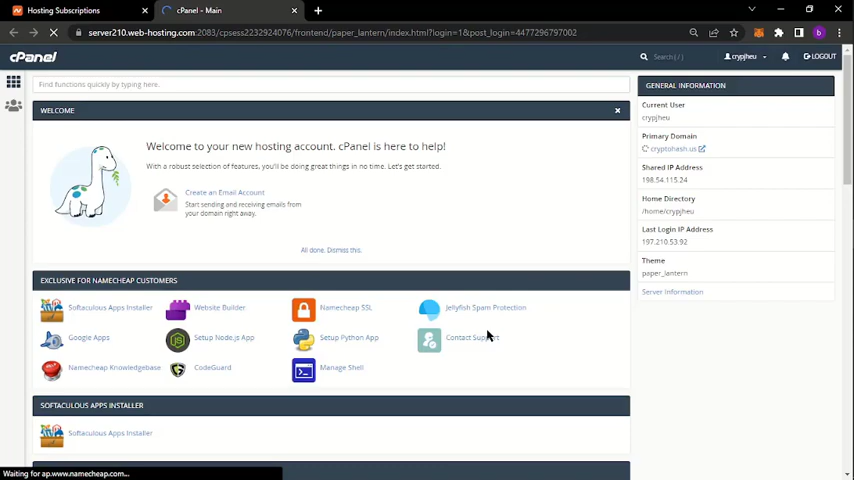 Hosting Subscriptions
cPanel - Main
server210.web-hosting.com:2083/cpsess2232924076/frontend/paper_lantern/index.html?login=1&post_login=4477296797002
b
cPanel
Search ( / )
crypjheu
LOGOUT
Find functions quickly by typing here.
WELCOME
Welcome to your new hosting account. cPanel is here to help!
With a robust selection of features, you'll be doing great things in no time. Let's get started.
Create an Email Account
Start sending and receiving emails from
your domain right away.
All done. Dismiss this.
EXCLUSIVE FOR NAMECHEAP CUSTOMERS
Softaculous Apps Installer
Website Builder
Namecheap SSL
Jellyfish Spam Protection
Google Apps
Setup Node.js App
Setup Python App
Contact Support
Namecheap Knowledgebase
CodeGuard
Manage Shell
SOFTACULOUS APPS INSTALLER
Softaculous Apps Installer
GENERAL INFORMATION
Current User
crypjheu
Primary Domain
cryptohash.us
Shared IP Address
198.54.115.24
Home Directory
/home/crypjheu
Last Login IP Address
197.210.53.92
Theme
paper_lantern
Server Information
Waiting for ap.www.namecheap.com...